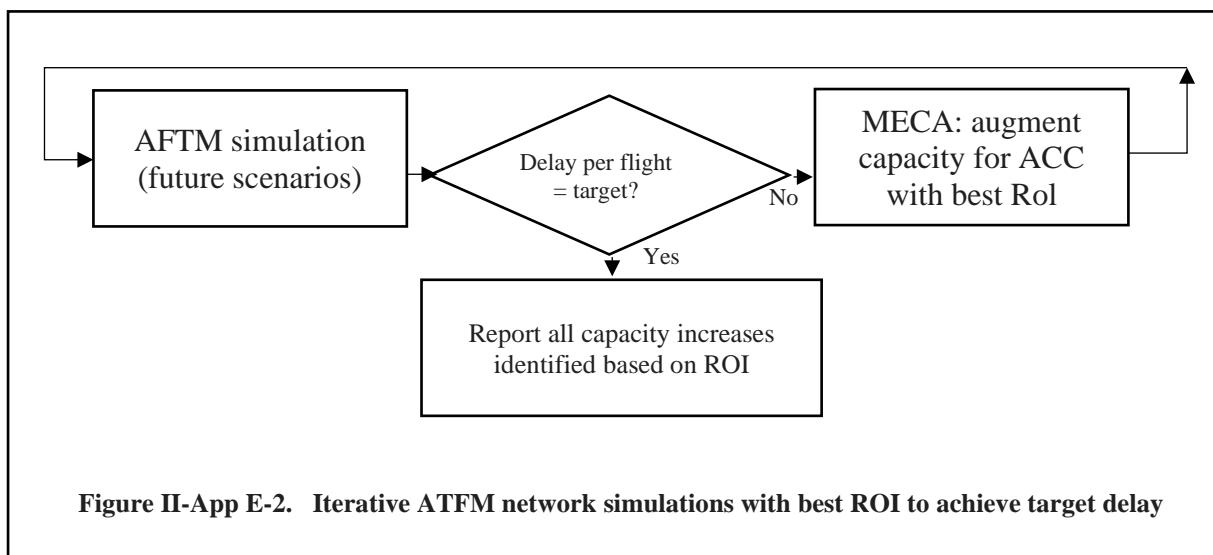 AFTM simulation
(future scenarios)
Delay per flight
= target?
No
MECA: augment
capacity for ACC
with best RoI
Yes
Report all capacity increases
identified based on ROI
Figure II-App E-2. Iterative ATFM network simulations with best ROI to achieve target delay